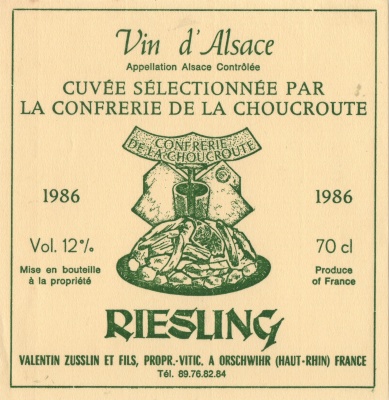 Vin d'Alsace
Appellation Alsace Contrôlée
CUVÉE SÉLECTIONNÉE PAR
LA CONFRERIE DE LA CHOUCROUTE
CONFRERIE
DE LA CHOUCROUTE
1986
1986
Vol. 12%
70 cl
Mise en bouteille
à la propriété
Produce
of France
RIESLING
VALENTIN ZUSSLIN ET FILS, PROPR.-VITIC. A ORSCHWIHR (HAUT-RHIN) FRANCE
Tél. 89.76.82.84